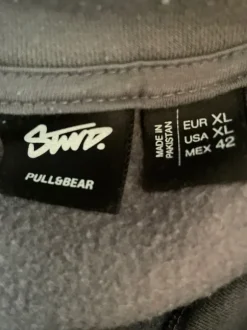 STWD.
PULL&BEAR
MADE IN
PAKISTAN
EUR XL
USA XL
MEX 42